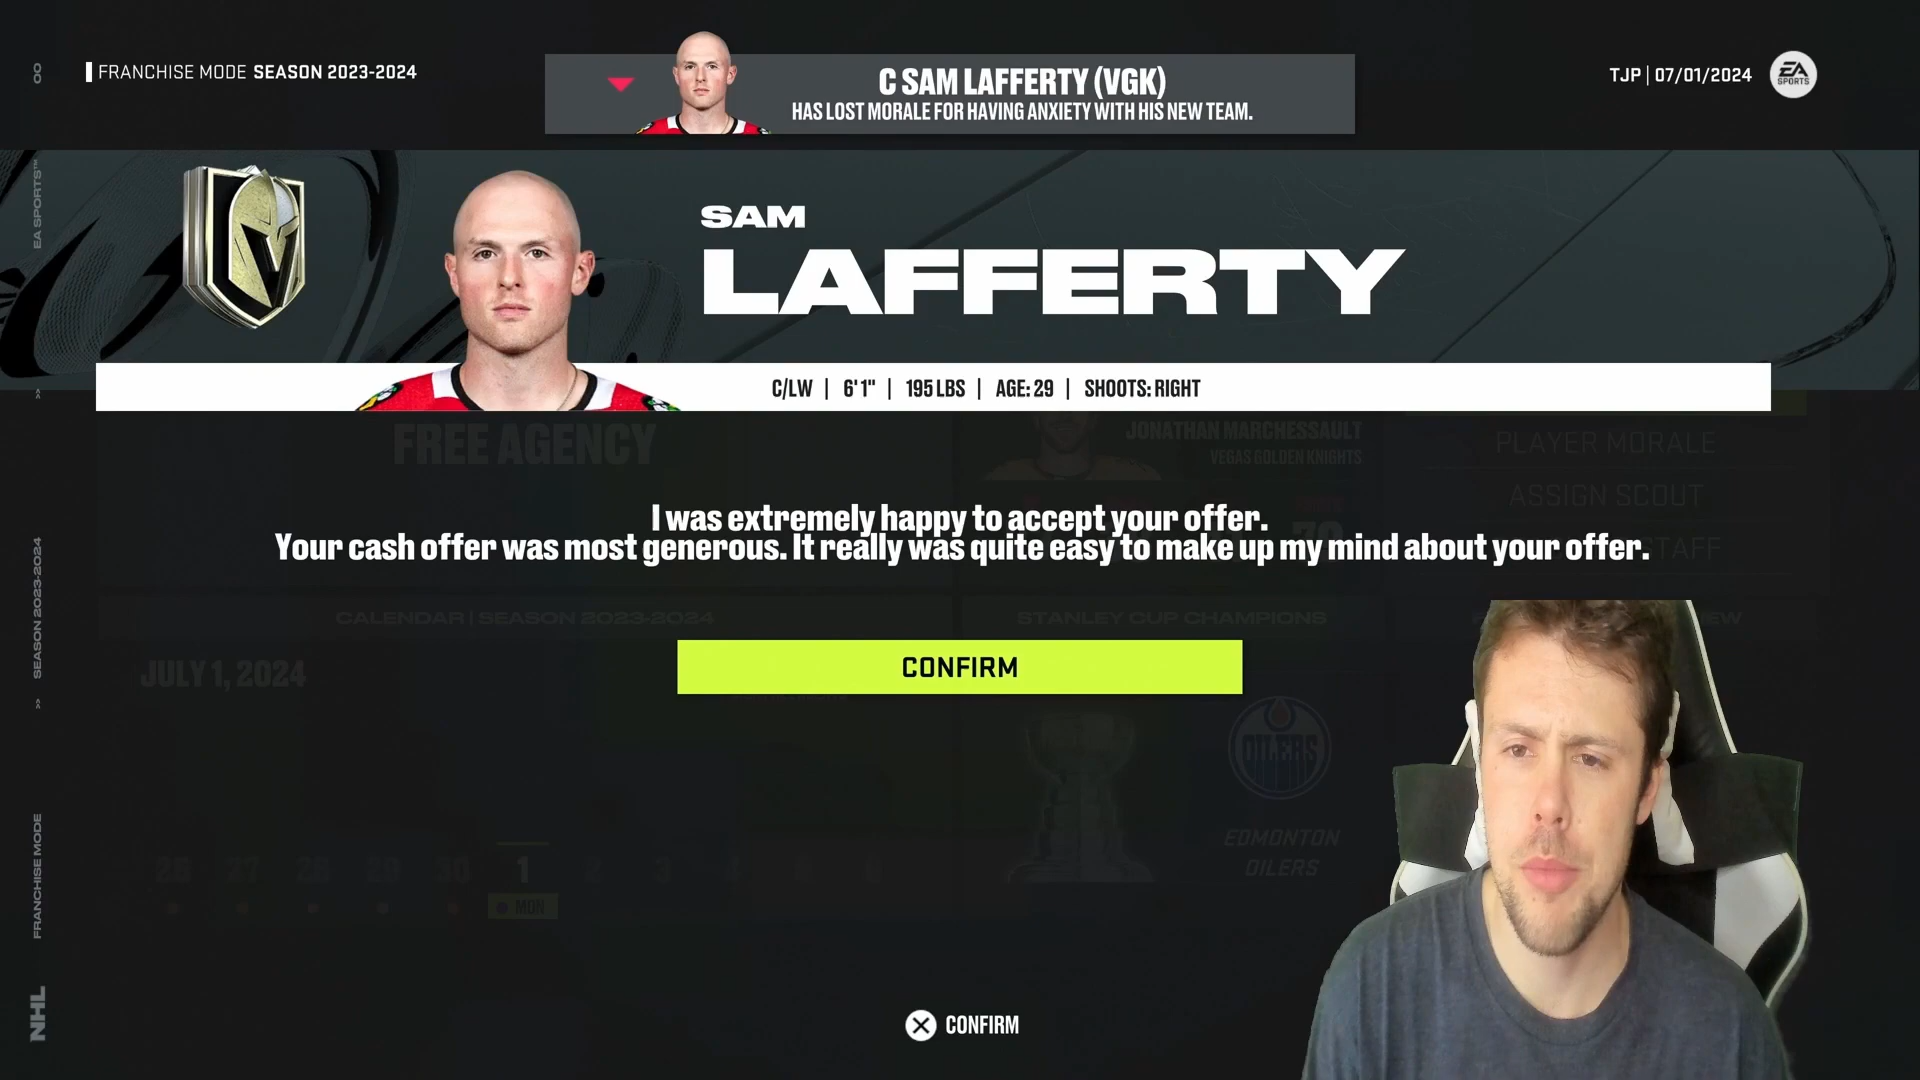 FRANCHISE MODE SEASON 2023-2024
C SAM LAFFERTY (VGK)
HAS LOST MORALE FOR HAVING ANXIETY WITH HIS NEW TEAM.
TJP | 07/01/2024
EA SPORTS
SAM
LAFFERTY
C/LW | 6'1" | 195 LBS | AGE: 29 | SHOOTS: RIGHT
FREE AGENCY
JONATHAN MARCHESSAULT
VEGAS GOLDEN KNIGHTS
PLAYER MORALE
ASSIGN SCOUT
STAFF
I was extremely happy to accept your offer.
Your cash offer was most generous. It really was quite easy to make up my mind about your offer.
CALENDAR | SEASON 2023-2024
STANLEY CUP CHAMPIONS
CONFIRM
JULY 1, 2024
OILERS
EDMONTON
OILERS
26 27 28 29 30 1 2 3
MON
CONFIRM
EA SPORTS™
SEASON 2023-2024
FRANCHISE MODE
NHL